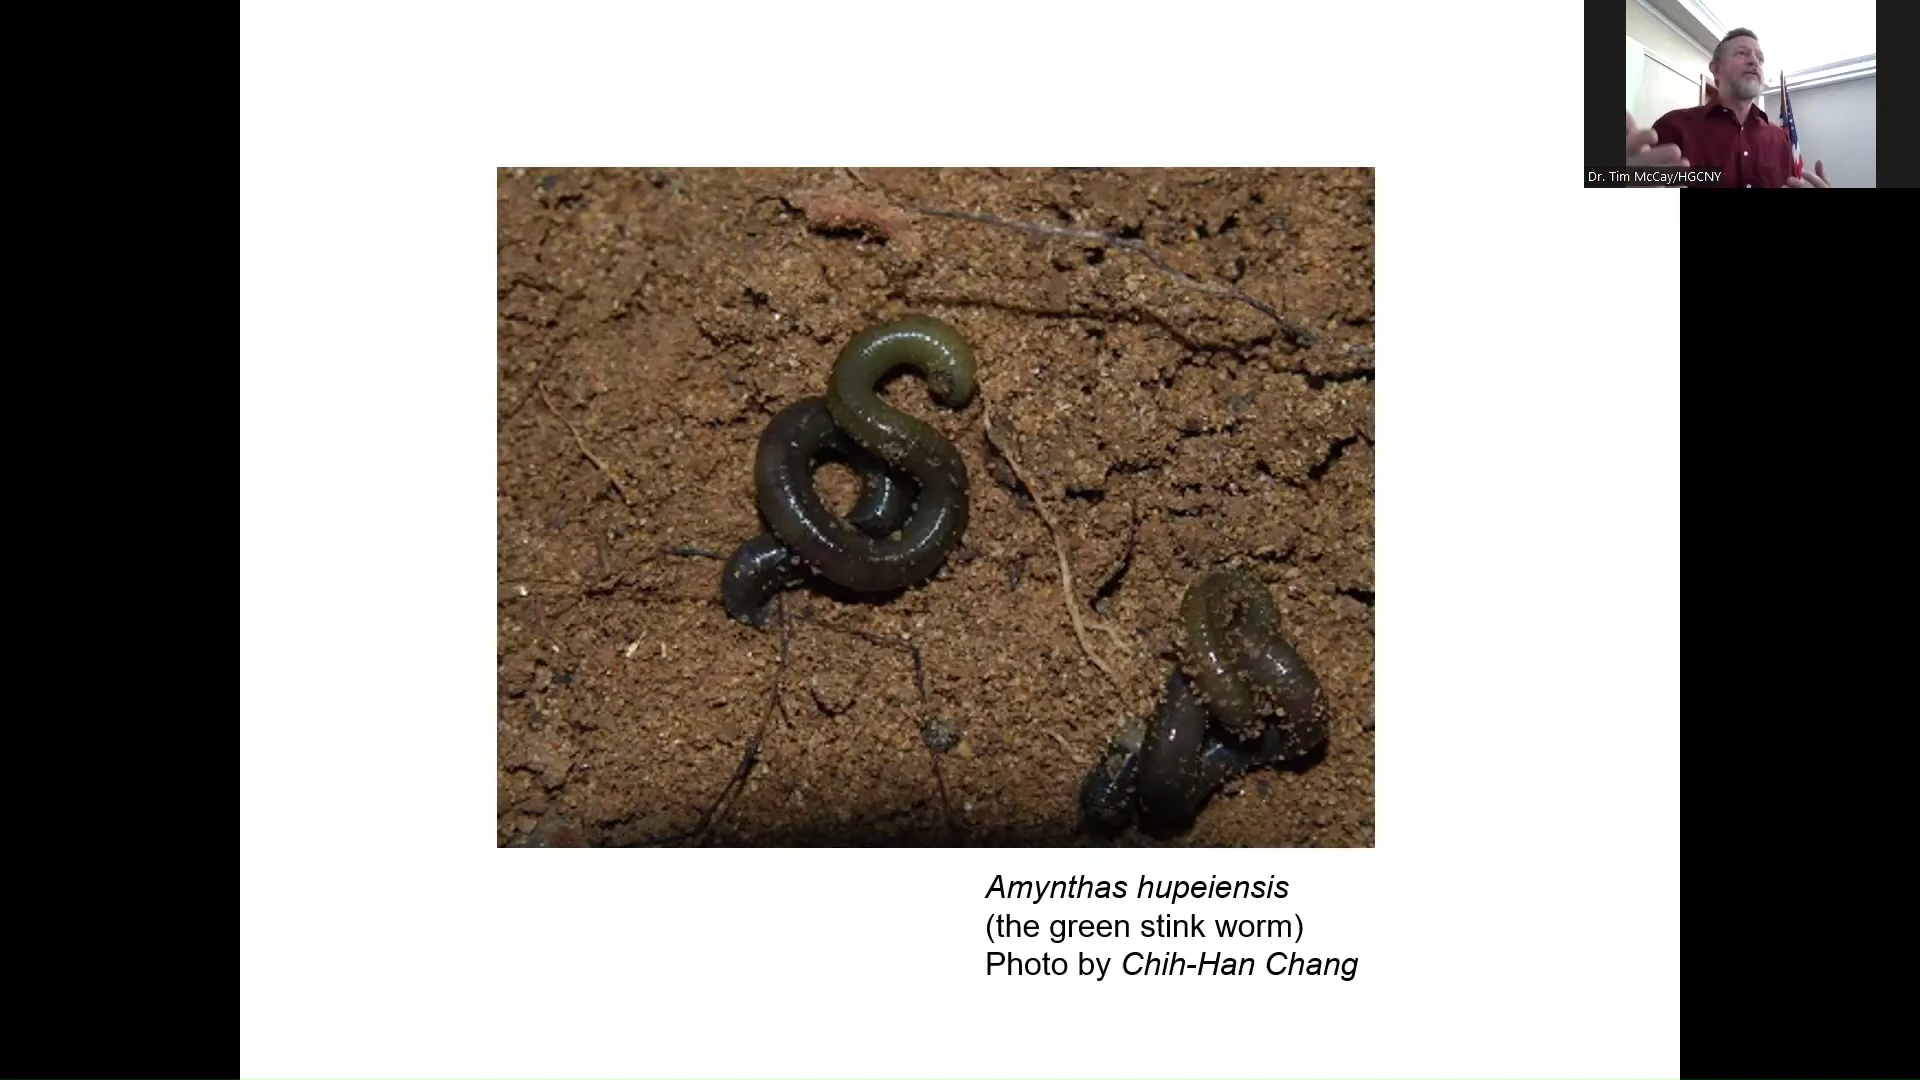 Dr. Tim McCay/HGCNY
Amynthas hupeiensis
(the green stink worm)
Photo by Chih-Han Chang